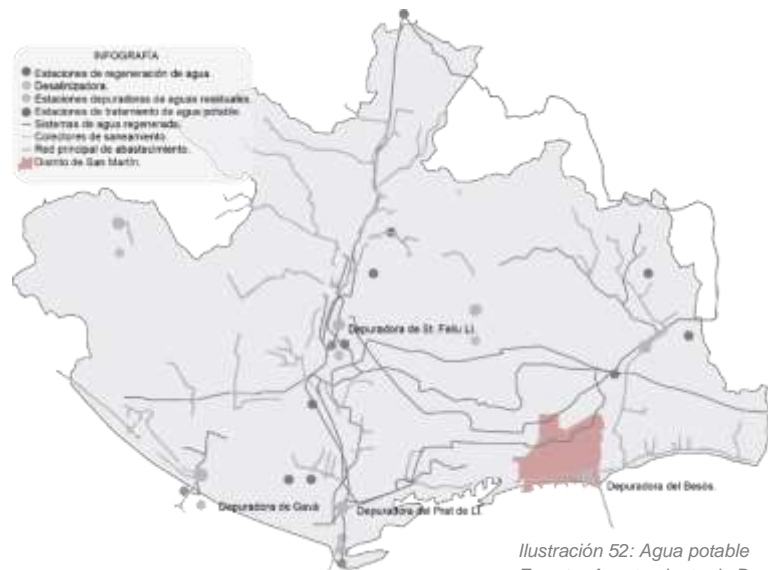 INFOGRAFÍA
Estaciones de regeneración de agua.
Desalinizadora.
Estaciones depuradoras de aguas residuales.
Estaciones de tratamiento de agua potable.
Sistemas de agua regenerada.
Colectores de saneamiento.
Red principal de abastecimiento.
Distrito de San Martín.
Depuradora de St. Feliu Ll.
Depuradora del Besós.
Depuradora de Gavá
Depuradora del Prat de Ll.
Ilustración 52: Agua potable